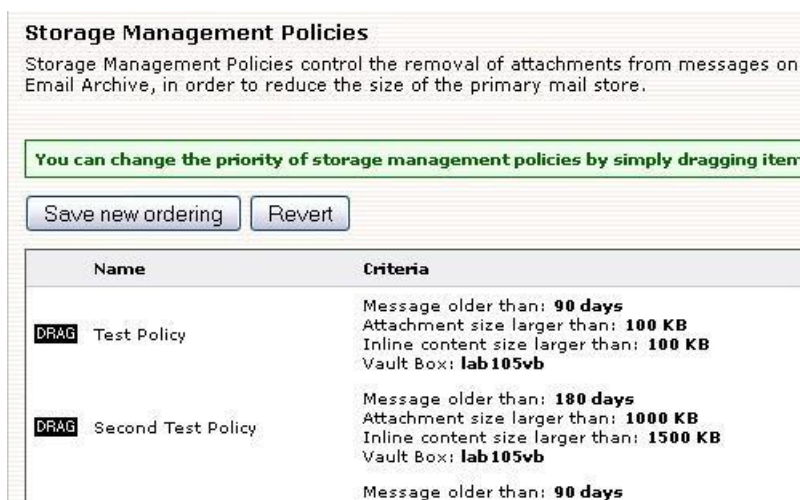 Storage Management Policies
Storage Management Policies control the removal of attachments from messages on
Email Archive, in order to reduce the size of the primary mail store.
You can change the priority of storage management policies by simply dragging item
Save new ordering Revert
Name Criteria
Message older than: 90 days
Attachment size larger than: 100 KB
DRAG Test Policy
Inline content size larger than: 100 KB
Vault Box: lab105vb
Message older than: 180 days
Attachment size larger than: 1000 KB
DRAG Second Test Policy
Inline content size larger than: 1500 KB
Vault Box: lab105vb
Message older than: 90 days